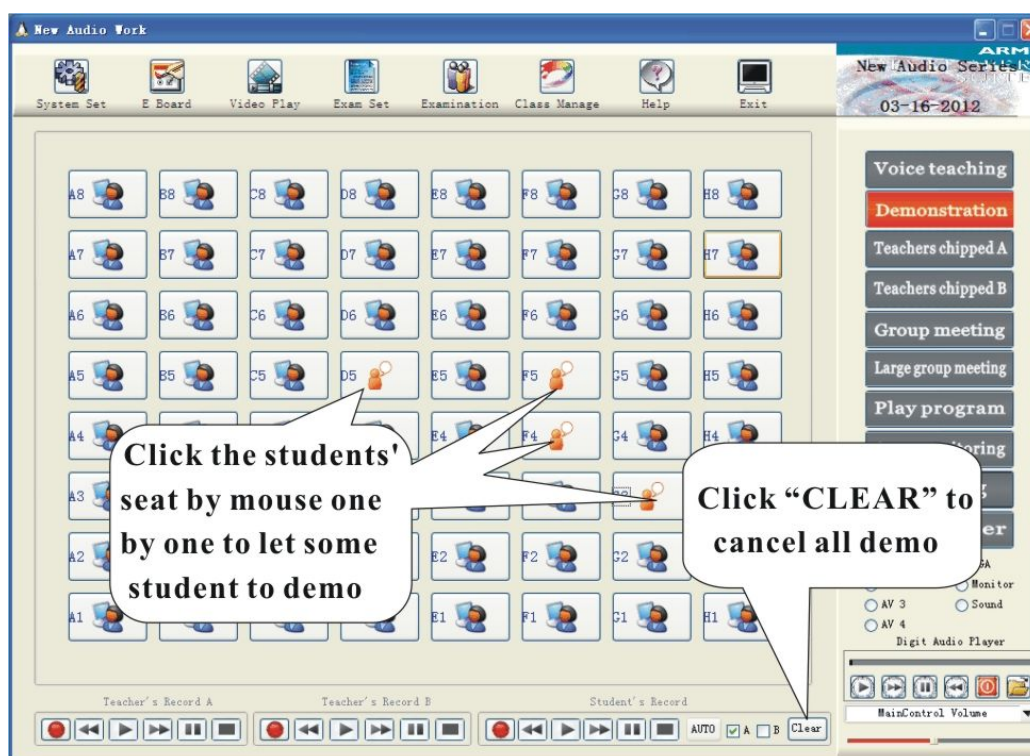 New Audio Work
System Set E Board Video Play Exam Set Examination Class Manage Help Exit
ARM
New Audio Series
03-16-2012
Voice teaching
Demonstration
Teachers chipped A
Teachers chipped B
Group meeting
Large group meeting
Play program
A8 B8 C8 D8 E8 F8 G8 H8
A7 B7 C7 D7 E7 F7 G7 H7
A6 B6 C6 D6 E6 F6 G6 H6
A5 B5 C5 D5 E5 F5 G5 H5
A4 E4 F4 G4 H4
A3
A2 E2 F2 G2
A1 E1 F1 G1 H1
Click the students'
seat by mouse one
by one to let some
student to demo
Click “CLEAR” to
cancel all demo
Monitor
AV 3 Sound
AV 4
Digit Audio Player
MainControl Volume
Teacher's Record A Teacher's Record B Student's Record
AUTO A B Clear